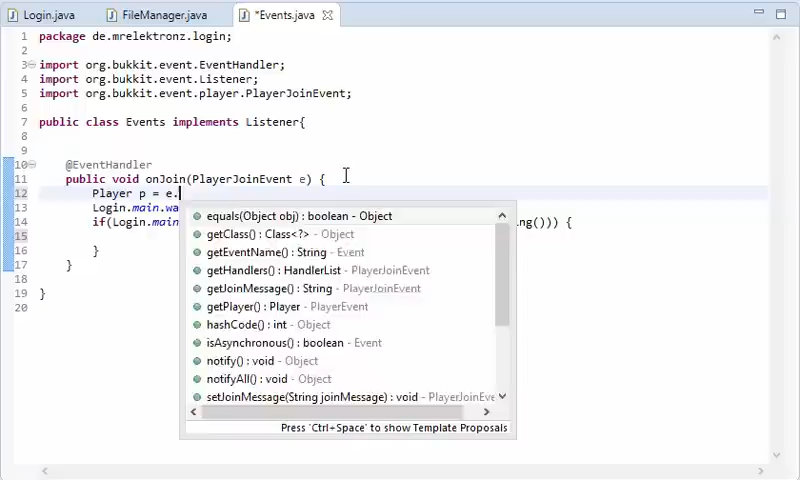 Login.java FileManager.java *Events.java
1 package de.mrelektronz.login;
2
3 import org.bukkit.event.EventHandler;
4 import org.bukkit.event.Listener;
5 import org.bukkit.event.player.PlayerJoinEvent;
6
7 public class Events implements Listener{
8
9
10 @EventHandler
11 public void onJoin(PlayerJoinEvent e) {
12 Player p = e.
13 Login.main.wa
14 if(Login.main ng())) {
15
16 }
17 }
18
19 }
20
equals(Object obj) : boolean - Object
getClass() : Class<?> - Object
getEventName() : String - Event
getHandlers() : HandlerList - PlayerJoinEvent
getJoinMessage() : String - PlayerJoinEvent
getPlayer() : Player - PlayerEvent
hashCode() : int - Object
isAsynchronous() : boolean - Event
notify() : void - Object
notifyAll() : void - Object
setJoinMessage(String joinMessage) : void - PlayerJoinEve
Press 'Ctrl+Space' to show Template Proposals